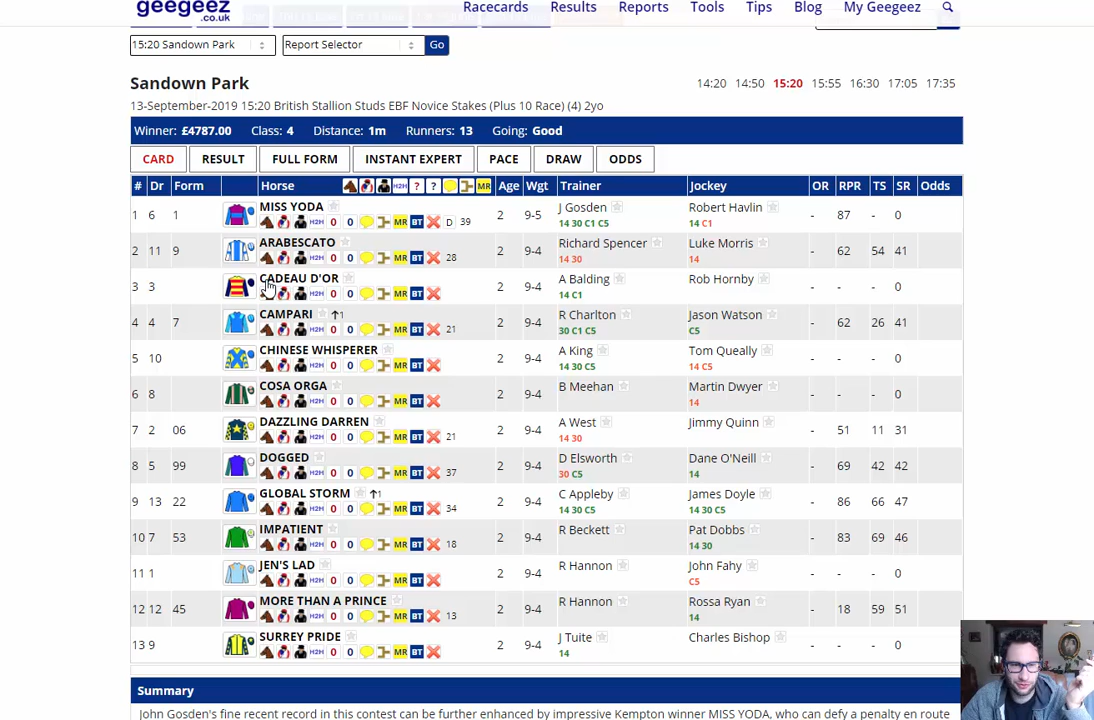 geegeez
.co.uk
Racecards Results Reports Tools Tips Blog My Geegeez
15:20 Sandown Park Report Selector Go
Sandown Park 14:20 14:50 15:20 15:55 16:30 17:05 17:35
13-September-2019 15:20 British Stallion Studs EBF Novice Stakes (Plus 10 Race) (4) 2yo
Winner: £4787.00 Class: 4 Distance: 1m Runners: 13 Going: Good
CARD RESULT FULL FORM INSTANT EXPERT PACE DRAW ODDS
# Dr Form Horse H2H ? ? MR Age Wgt Trainer Jockey OR RPR TS SR Odds
1 6 1 MISS YODA 2 9-5 J Gosden Robert Havlin - 87 - 0
H2H 0 0 MR BT D 39 14 30 C1 C5 14 C1
2 11 9 ARABESCATO 2 9-4 Richard Spencer Luke Morris - 62 54 41
H2H 0 0 MR BT 28 14 30 14
3 3 CADEAU D'OR 2 9-4 A Balding Rob Hornby - - - 0
H2H 0 0 MR BT 14 C1
4 4 7 CAMPARI 1 2 9-4 R Charlton Jason Watson - 62 26 41
H2H 0 0 MR BT 21 30 C1 C5 C5
5 10 CHINESE WHISPERER 2 9-4 A King Tom Queally - - - 0
H2H 0 0 MR BT 14 30 C5 14 C5
6 8 COSA ORGA 2 9-4 B Meehan Martin Dwyer - - - 0
H2H 0 0 MR BT 14
7 2 06 DAZZLING DARREN 2 9-4 A West Jimmy Quinn - 51 11 31
H2H 0 0 MR BT 21 14 30
8 5 99 DOGGED 2 9-4 D Elsworth Dane O'Neill - 69 42 42
H2H 0 0 MR BT 37 30 C5 14
9 13 22 GLOBAL STORM 1 2 9-4 C Appleby James Doyle - 86 66 47
H2H 0 0 MR BT 34 14 30 C5 14 30 C5
10 7 53 IMPATIENT 2 9-4 R Beckett Pat Dobbs - 83 69 46
H2H 0 0 MR BT 18 14 30
11 1 JEN'S LAD 2 9-4 R Hannon John Fahy - - - 0
H2H 0 0 MR BT C5
12 12 45 MORE THAN A PRINCE 2 9-4 R Hannon Rossa Ryan - 18 59 51
H2H 0 0 MR BT 13 14
13 9 SURREY PRIDE 2 9-4 J Tuite Charles Bishop - - - 0
H2H 0 0 MR BT 14
Summary
John Gosden's fine recent record in this contest can be further enhanced by impressive Kempton winner MISS YODA, who can defy a penalty en route